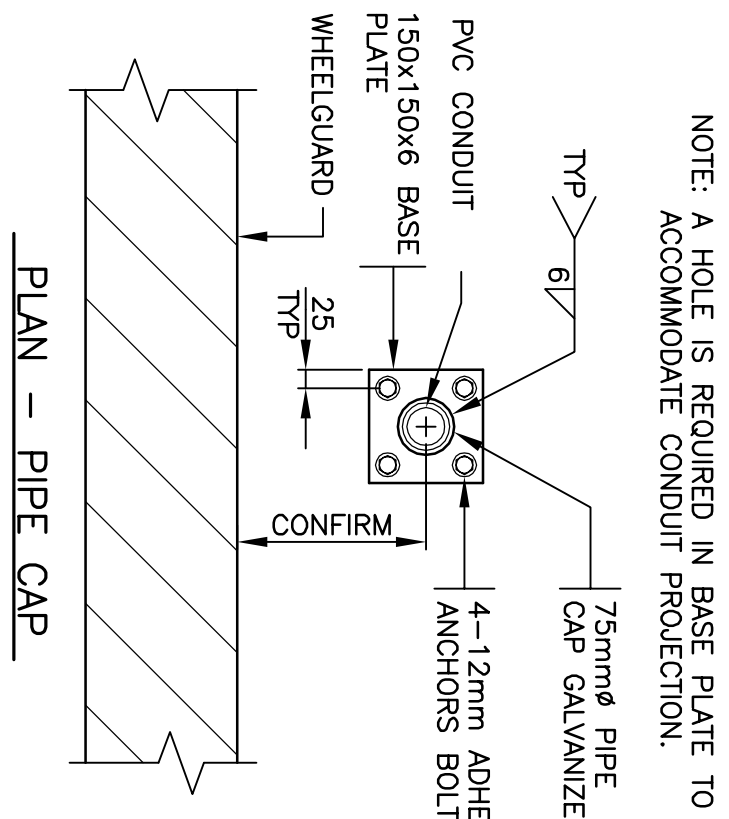 NOTE: A HOLE IS REQUIRED IN BASE PLATE TO
ACCOMMODATE CONDUIT PROJECTION.
TYP
6
75mmø PIPE
CAP GALVANIZE
PVC CONDUIT
4-12mm ADHE
ANCHORS BOLT
150x150x6 BASE
PLATE
WHEELGUARD
25
TYP
CONFIRM
PLAN - PIPE CAP